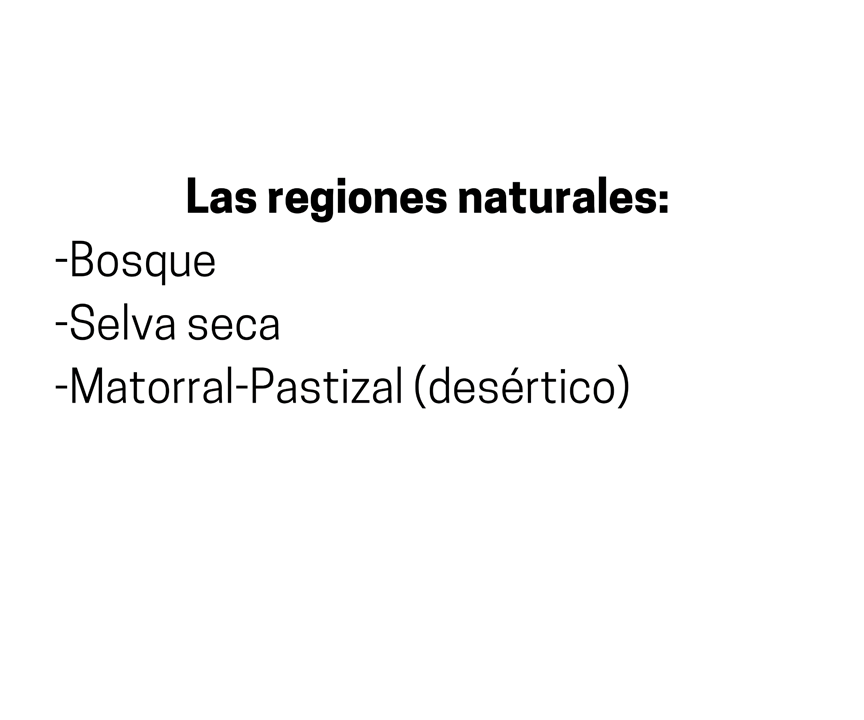 Las regiones naturales:
-Bosque
-Selva seca
-Matorral-Pastizal (desértico)